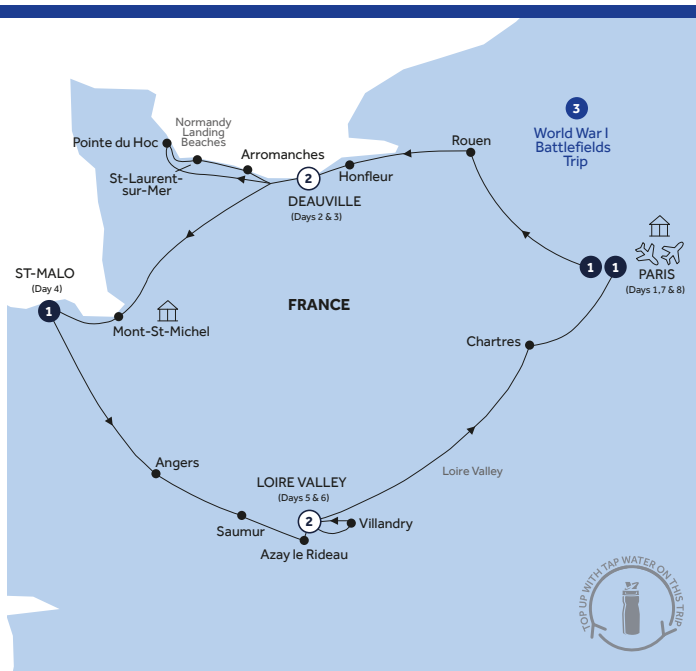 3
World War I
Battlefields
Trip
Normandy
Landing
Beaches
Pointe du Hoc
Arromanches
Rouen
St-Laurent-
sur-Mer
2
Honfleur
DEAUVILLE
(Days 2 & 3)
1
1
PARIS
(Days 1,7 & 8)
ST-MALO
(Day 4)
1
FRANCE
Mont-St-Michel
Chartres
Angers
LOIRE VALLEY
(Days 5 & 6)
Loire Valley
2
Villandry
Saumur
Azay le Rideau
TOP UP WITH TAP WATER ON THIS TRIP